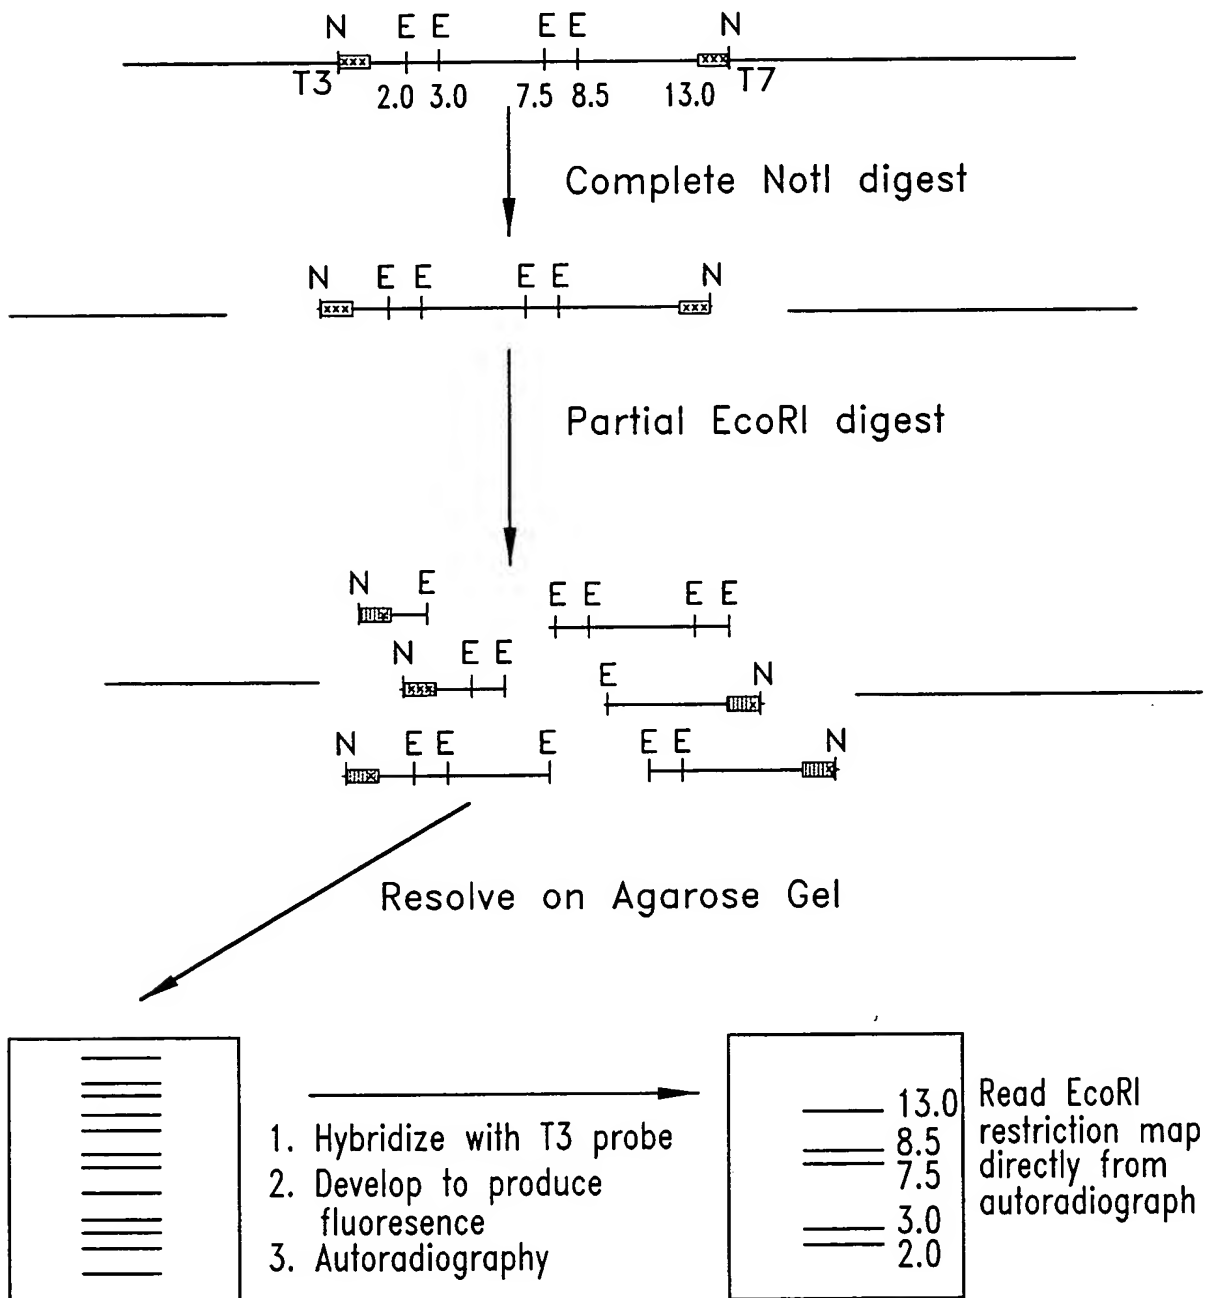 N E E E E N
T3 T7
2.0 3.0 7.5 8.5 13.0
Complete NotI digest
N E E E E N
Partial EcoRI digest
N E E E E E
N E E E N
N E E E E E N
Resolve on Agarose Gel
1. Hybridize with T3 probe
2. Develop to produce
fluoresence
3. Autoradiography
13.0
8.5
7.5
3.0
2.0
Read EcoRI
restriction map
directly from
autoradiograph